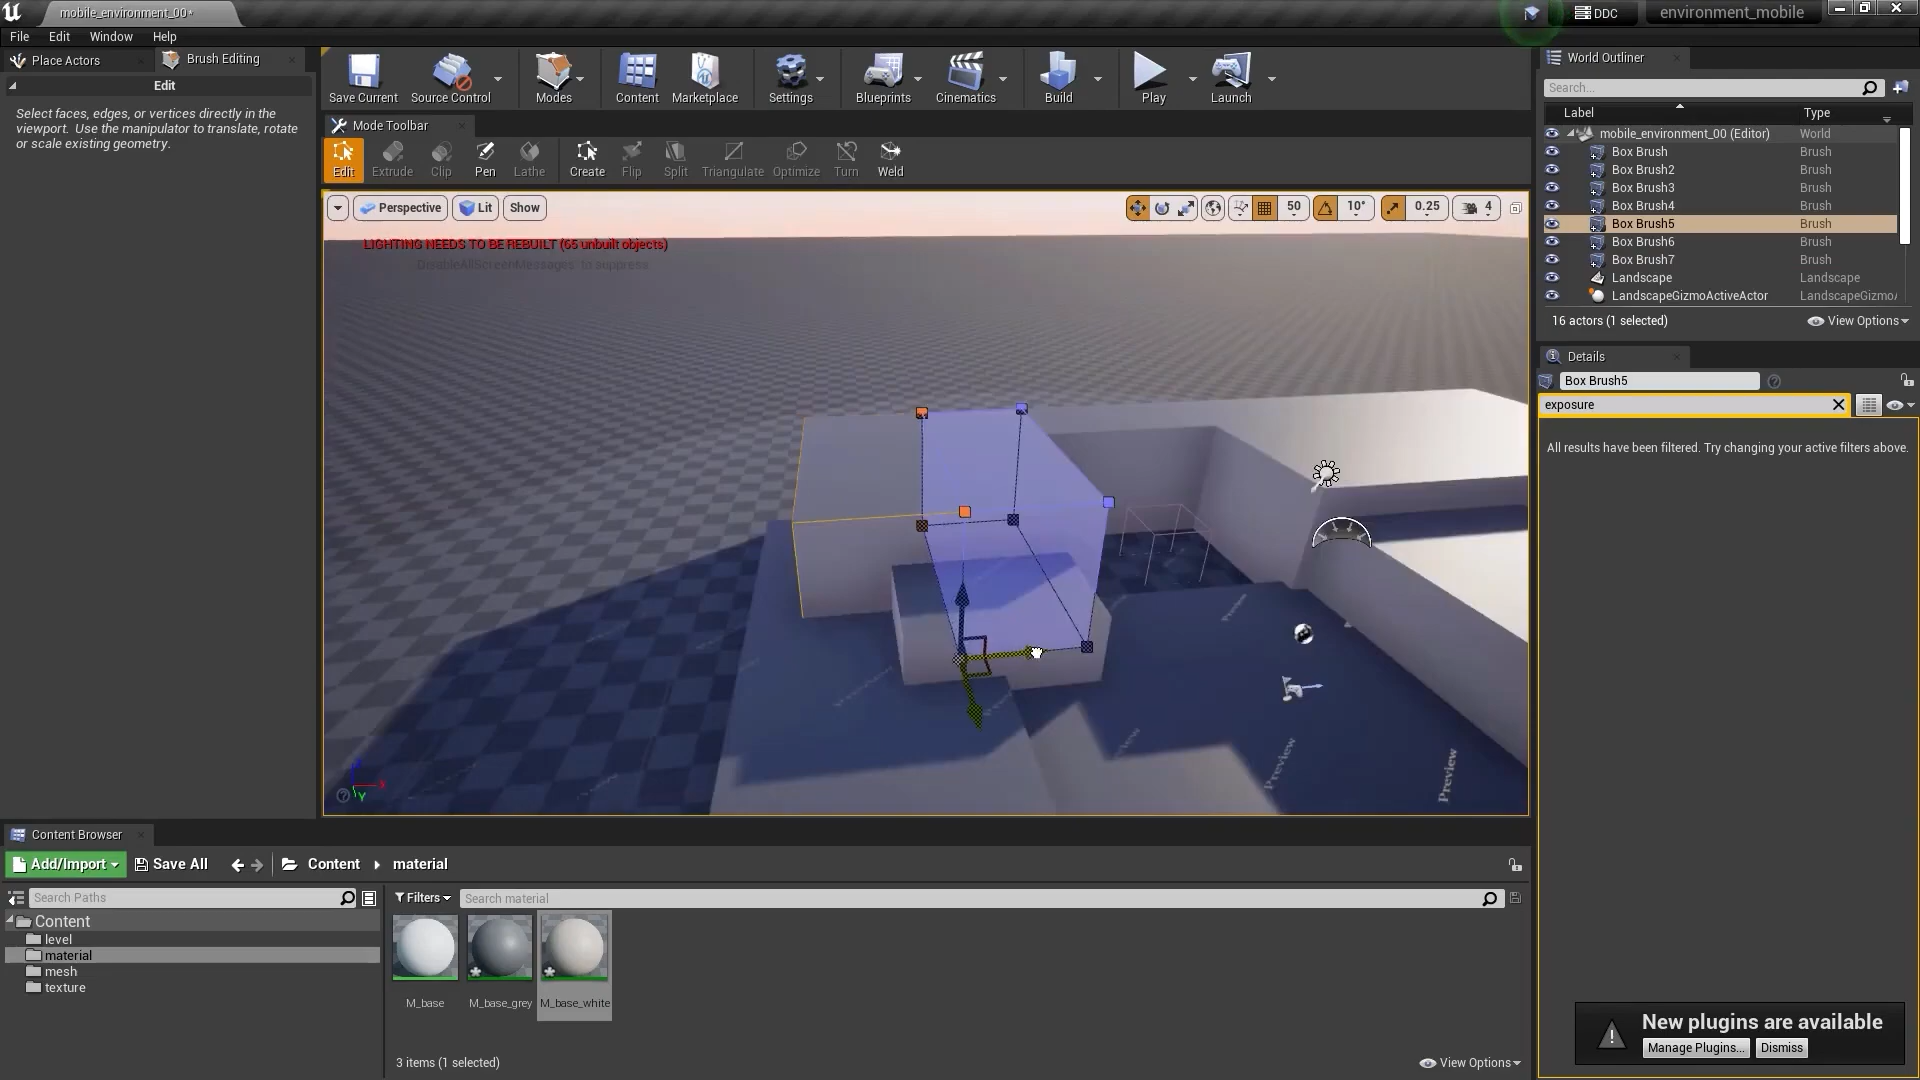 mobile_environment_00*
DDC
environment_mobile
File Edit Window Help
Place Actors
Brush Editing
Edit
Select faces, edges, or vertices directly in the
viewport. Use the manipulator to translate, rotate
or scale existing geometry.
Save Current
Source Control
Modes
Content
Marketplace
Settings
Blueprints
Cinematics
Build
Play
Launch
Mode Toolbar
Edit
Extrude
Clip
Pen
Lathe
Create
Flip
Split
Triangulate
Optimize
Turn
Weld
Perspective
Lit
Show
50
10°
0.25
4
LIGHTING NEEDS TO BE REBUILT (65 unbuilt objects)
'DisableAllScreenMessages' to suppress
Preview
Preview
Preview
X
Y
World Outliner
Search...
Label Type
mobile_environment_00 (Editor) World
Box Brush Brush
Box Brush2 Brush
Box Brush3 Brush
Box Brush4 Brush
Box Brush5 Brush
Box Brush6 Brush
Box Brush7 Brush
Landscape Landscape
LandscapeGizmoActiveActor LandscapeGizmoA
16 actors (1 selected)
View Options
Details
Box Brush5
exposure
All results have been filtered. Try changing your active filters above.
Content Browser
Add/Import
Save All
Content
material
Search Paths
Filters
Search material
Content
level
material
mesh
texture
M_base
M_base_grey
M_base_white
3 items (1 selected)
View Options
New plugins are available
Manage Plugins...
Dismiss